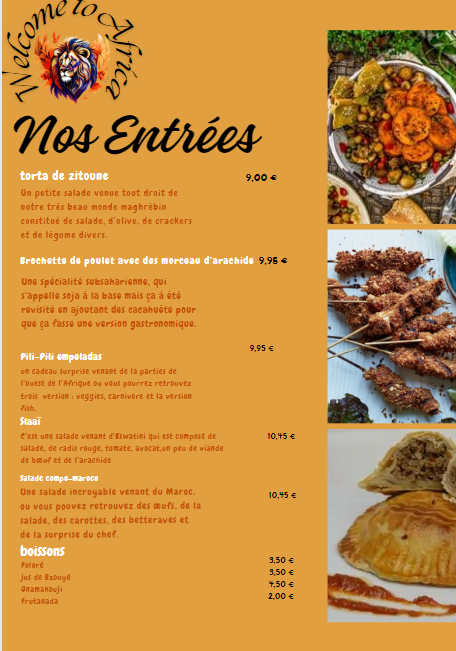 Welcome to Africa
Nos Entrées
torta de zitoune 9,00 €
Un petite salade venue tout droit de
notre très beau monde maghrébin
constitué de salade, d'olive, de crackers
et de légume divers.
Brochette de poulet avec des morceau d'arachide 9,95 €
Une spécialité subsaharienne, qui
s'appelle soja à la base mais ça à été
revisité en ajoutant des cacahuète pour
que ça fasse une version gastronomique.
9,95 €
Pili-Pili empeladas
un cadeau surprise venant de la parties de
l'ouest de l'Afrique ou vous pourrez retrouvez
trois version : veggies, carnivore et la version
fish.
Slaaï
C'est une salade venant d'Eswatini qui est composé de 10,45 €
salade, de radis rouge, tomate, avocat,un peu de viande
de bœuf et de l'arachide
Salade compo-maroco
Une salade incroyable venant du Maroc, 10,45 €
ou vous pouvez retrouvez des œufs, de la
salade, des carottes, des betteraves et
de la surprise du chef.
boissons
Foloré 3,50 €
jus de Bzouyé 3,50 €
Gnamakouji 4,50 €
Frutanada 2,00 €